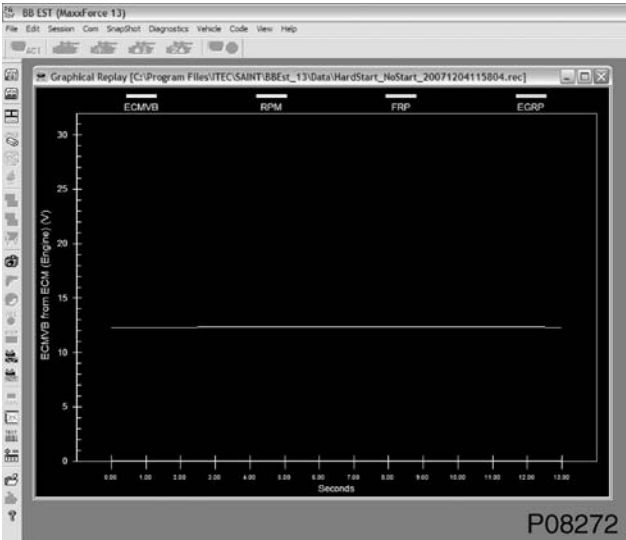 BB EST (MaxxForce 13)
File Edit Session Com SnapShot Diagnostics Vehicle Code View Help
ACT
Graphical Replay [C:\Program Files\ITEC\SAINT\BBEst_13\Data\HardStart_NoStart_20071204115804.rec]
ECMVB RPM FRP EGRP
ECMVB from ECM (Engine) (V)
30
25
20
15
10
5
0
0.00 1.00 2.00 3.00 4.00 5.00 6.00 7.00 8.00 9.00 10.00 11.00 12.00 13.00
Seconds
P08272